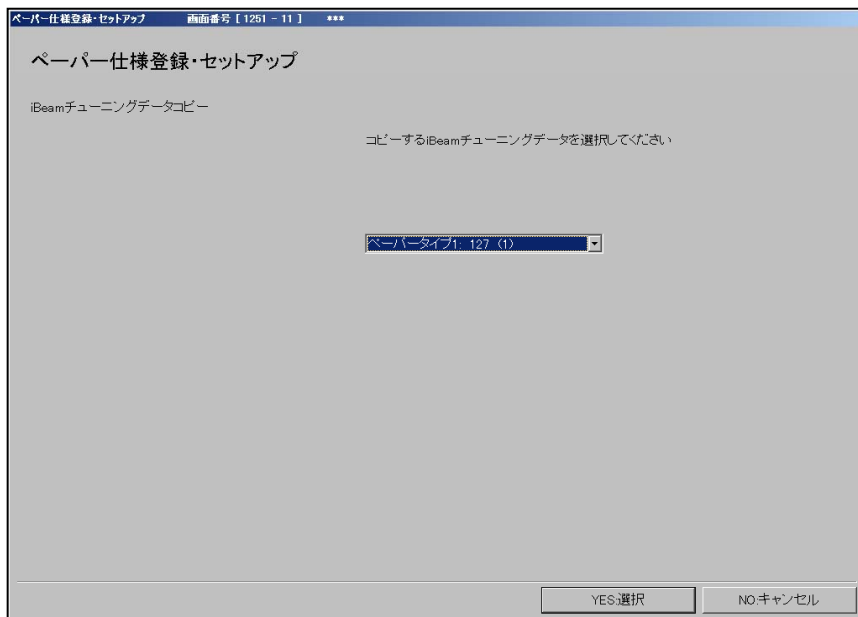 ペーパー仕様登録・セットアップ 画面番号 [ 1251 - 11 ] ***
ペーパー仕様登録・セットアップ
iBeamチューニングデータコピー
コピーするiBeamチューニングデータを選択してください
ペーパータイプ1: 127 (1)
YES:選択 NO:キャンセル